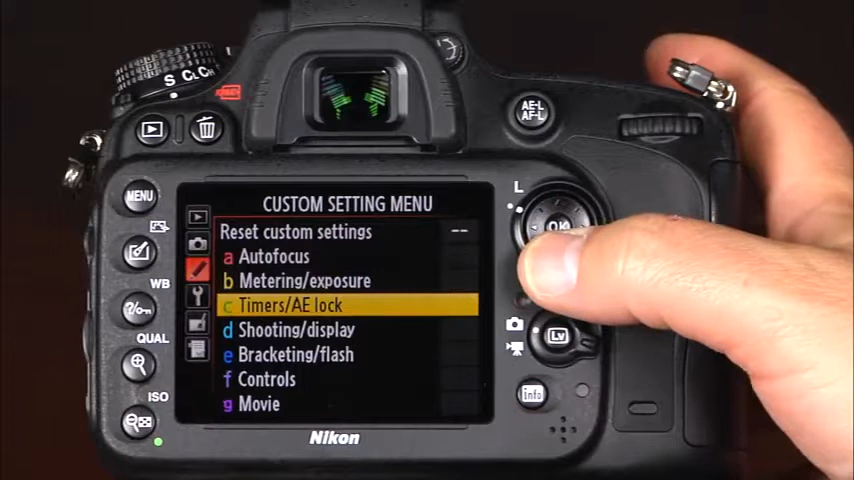 S CL CH
AE-L
AF-L
MENU
L
OK
CUSTOM SETTING MENU
Reset custom settings --
a Autofocus
b Metering/exposure
c Timers/AE lock
d Shooting/display
e Bracketing/flash
f Controls
g Movie
WB
?/
QUAL
ISO
Lv
info
Nikon